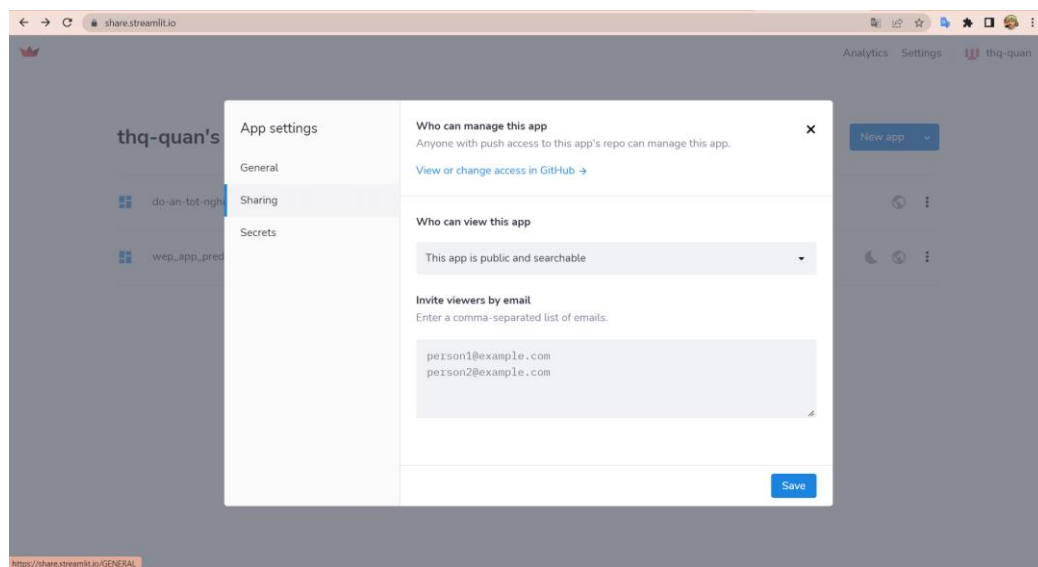 share.streamlit.io
Analytics Settings thq-quan
thq-quan's
New app
do-an-tot-nghi
wep_app_pred
App settings
General
Sharing
Secrets
Who can manage this app
Anyone with push access to this app's repo can manage this app.
View or change access in GitHub →
Who can view this app
This app is public and searchable
Invite viewers by email
Enter a comma-separated list of emails.
person1@example.com
person2@example.com
Save
https://share.streamlit.io/GENERAL